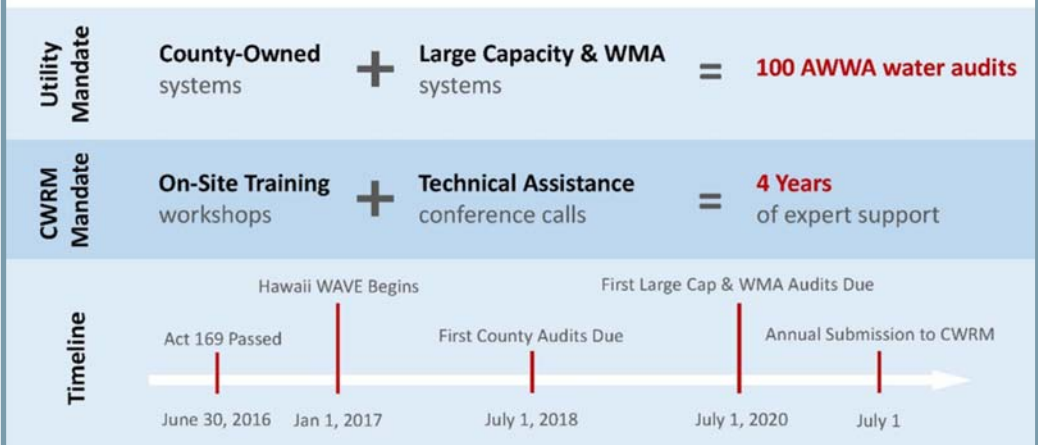 Utility
Mandate
County-Owned
systems
+
Large Capacity & WMA
systems
=
100 AWWA water audits
CWRM
Mandate
On-Site Training
workshops
+
Technical Assistance
conference calls
=
4 Years
of expert support
Timeline
Hawaii WAVE Begins
First Large Cap & WMA Audits Due
Act 169 Passed
First County Audits Due
Annual Submission to CWRM
June 30, 2016
Jan 1, 2017
July 1, 2018
July 1, 2020
July 1